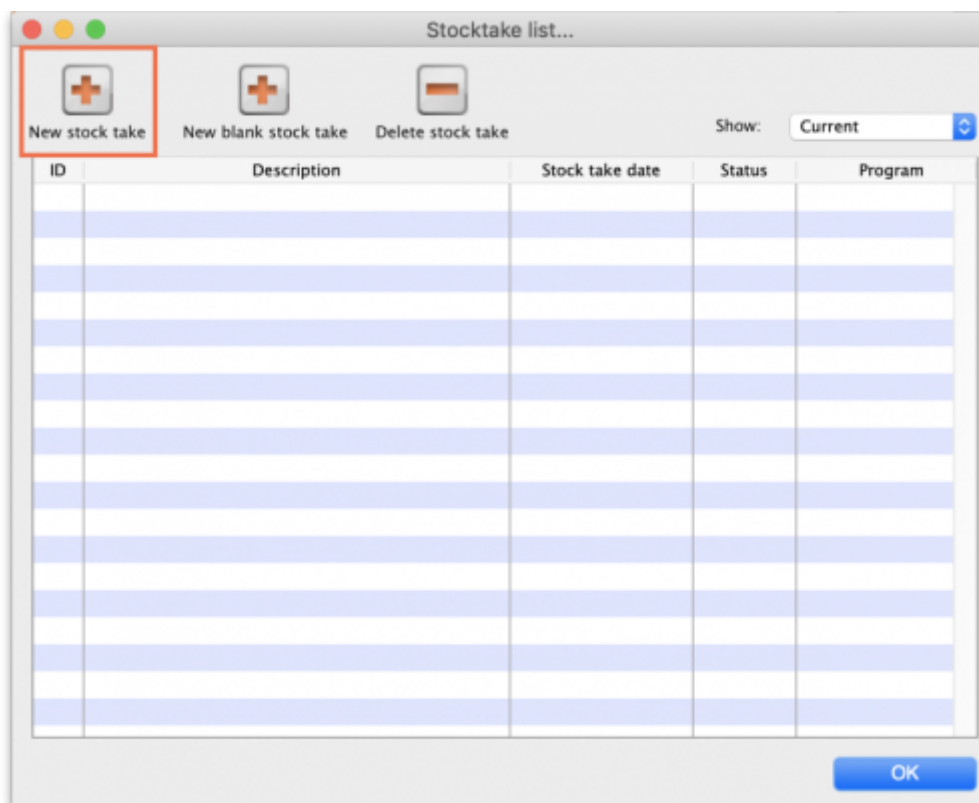 Stocktake list...
New stock take New blank stock take Delete stock take Show: Current
ID Description Stock take date Status Program
OK